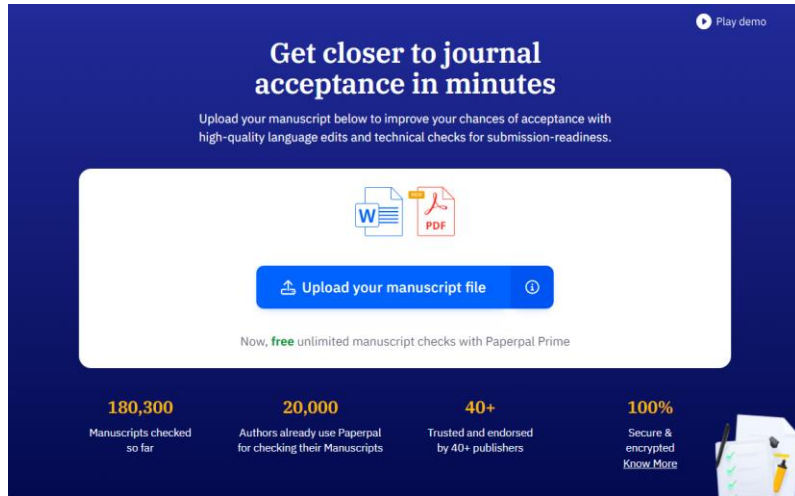 Play demo
Get closer to journal
acceptance in minutes
Upload your manuscript below to improve your chances of acceptance with
high-quality language edits and technical checks for submission-readiness.
W
PDF
Upload your manuscript file
Now, free unlimited manuscript checks with Paperpal Prime
180,300
Manuscripts checked
so far
20,000
Authors already use Paperpal
for checking their Manuscripts
40+
Trusted and endorsed
by 40+ publishers
100%
Secure &
encrypted
Know More